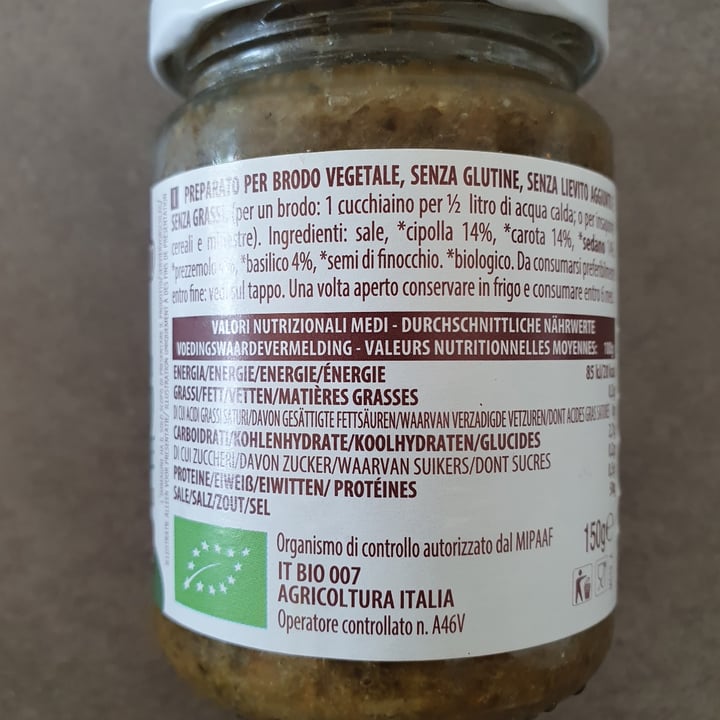 I PREPARATO PER BRODO VEGETALE, SENZA GLUTINE, SENZA LIEVITO
SENZA GRASSI, (per un brodo: 1 cucchiaino per ½ litro di acqua calda; o per
cereali e minestre). Ingredienti: sale, *cipolla 14%, *carota 14%, *sedano
*prezzemolo *basilico 4%, *semi di finocchio. *biologico. Da consumarsi preferibilmente
entro fine: vedi sul tappo. Una volta aperto conservare in frigo e consumare entro
VALORI NUTRIZIONALI MEDI - DURCHSCHNITTLICHE NÄHRWERTE
VOEDINGSWAARDEVERMELDING - VALEURS NUTRITIONNELLES MOYENNES:
ENERGIA/ENERGIE/ENERGIE/ÉNERGIE 85 kJ/20
GRASSI/FETT/VETTEN/MATIÈRES GRASSES
DI CUI ACIDI GRASSI SATURI/DAVON GESÄTTIGTE FETTSÄUREN/WAARVAN VERZADIGDE VETZUREN/DONT ACIDES GRAS
CARBOIDRATI/KOHLENHYDRATE/KOOLHYDRATEN/GLUCIDES
DI CUI ZUCCHERI/DAVON ZUCKER/WAARVAN SUIKERS/DONT SUCRES
PROTEINE/EIWEIß/EIWITTEN/ PROTÉINES
SALE/SALZ/ZOUT/SEL
Organismo di controllo autorizzato dal MIPAAF
150g e
IT BIO 007
AGRICOLTURA ITALIA
Operatore controllato n. A46V